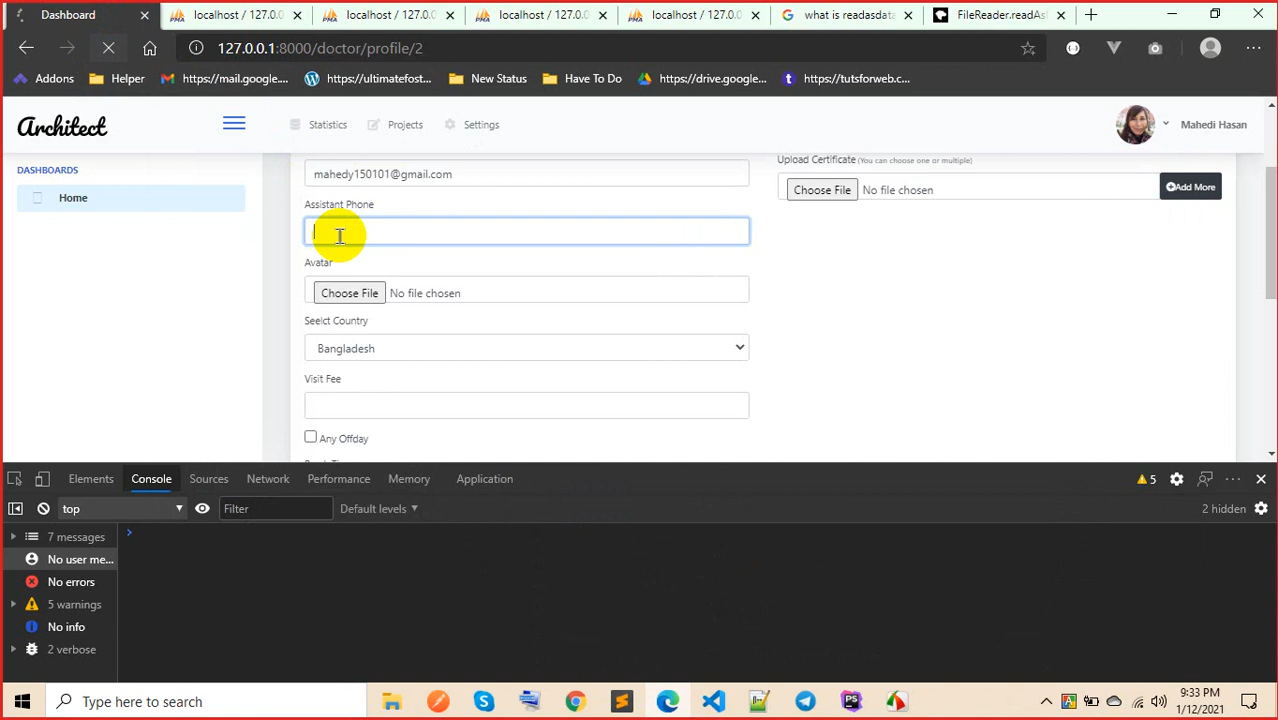 Dashboard
localhost / 127.0.0.1
localhost / 127.0.0.1
localhost / 127.0.0.1
localhost / 127.0.0.1
what is readasdata
FileReader.readAsI
127.0.0.1:8000/doctor/profile/2
Addons
Helper
https://mail.google....
https://ultimatefost...
New Status
Have To Do
https://drive.google...
https://tutsforweb.c...
Architect
Statistics
Projects
Settings
Mahedi Hasan
DASHBOARDS
Home
Upload Certificate (You can choose one or multiple)
mahedy150101@gmail.com
Choose File No file chosen
Add More
Assistant Phone
Avatar
Choose File No file chosen
Seelct Country
Bangladesh
Visit Fee
Any Offday
Elements
Console
Sources
Network
Performance
Memory
Application
5
top
Filter
Default levels
2 hidden
7 messages
No user me...
No errors
5 warnings
No info
2 verbose
Type here to search
9:33 PM
1/12/2021